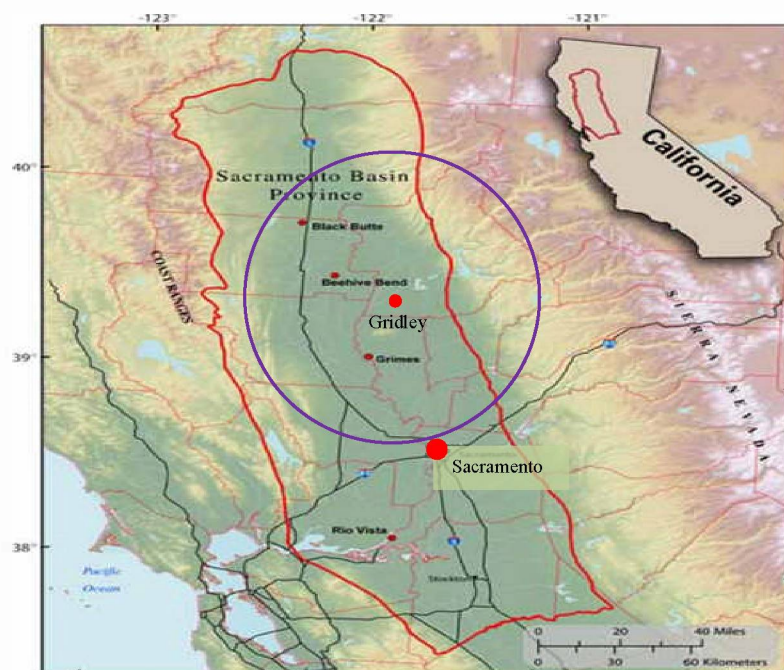 -123°
-122°
-121°
40°
39°
38°
California
Sacramento Basin
Province
Black Butte
COAST RANGES
Beehive Bend
Gridley
Grimes
SIERRA NEVADA
Sacramento
Rio Vista
Stockton
Pacific
Ocean
0 20 40 Miles
0 30 60 Kilometers